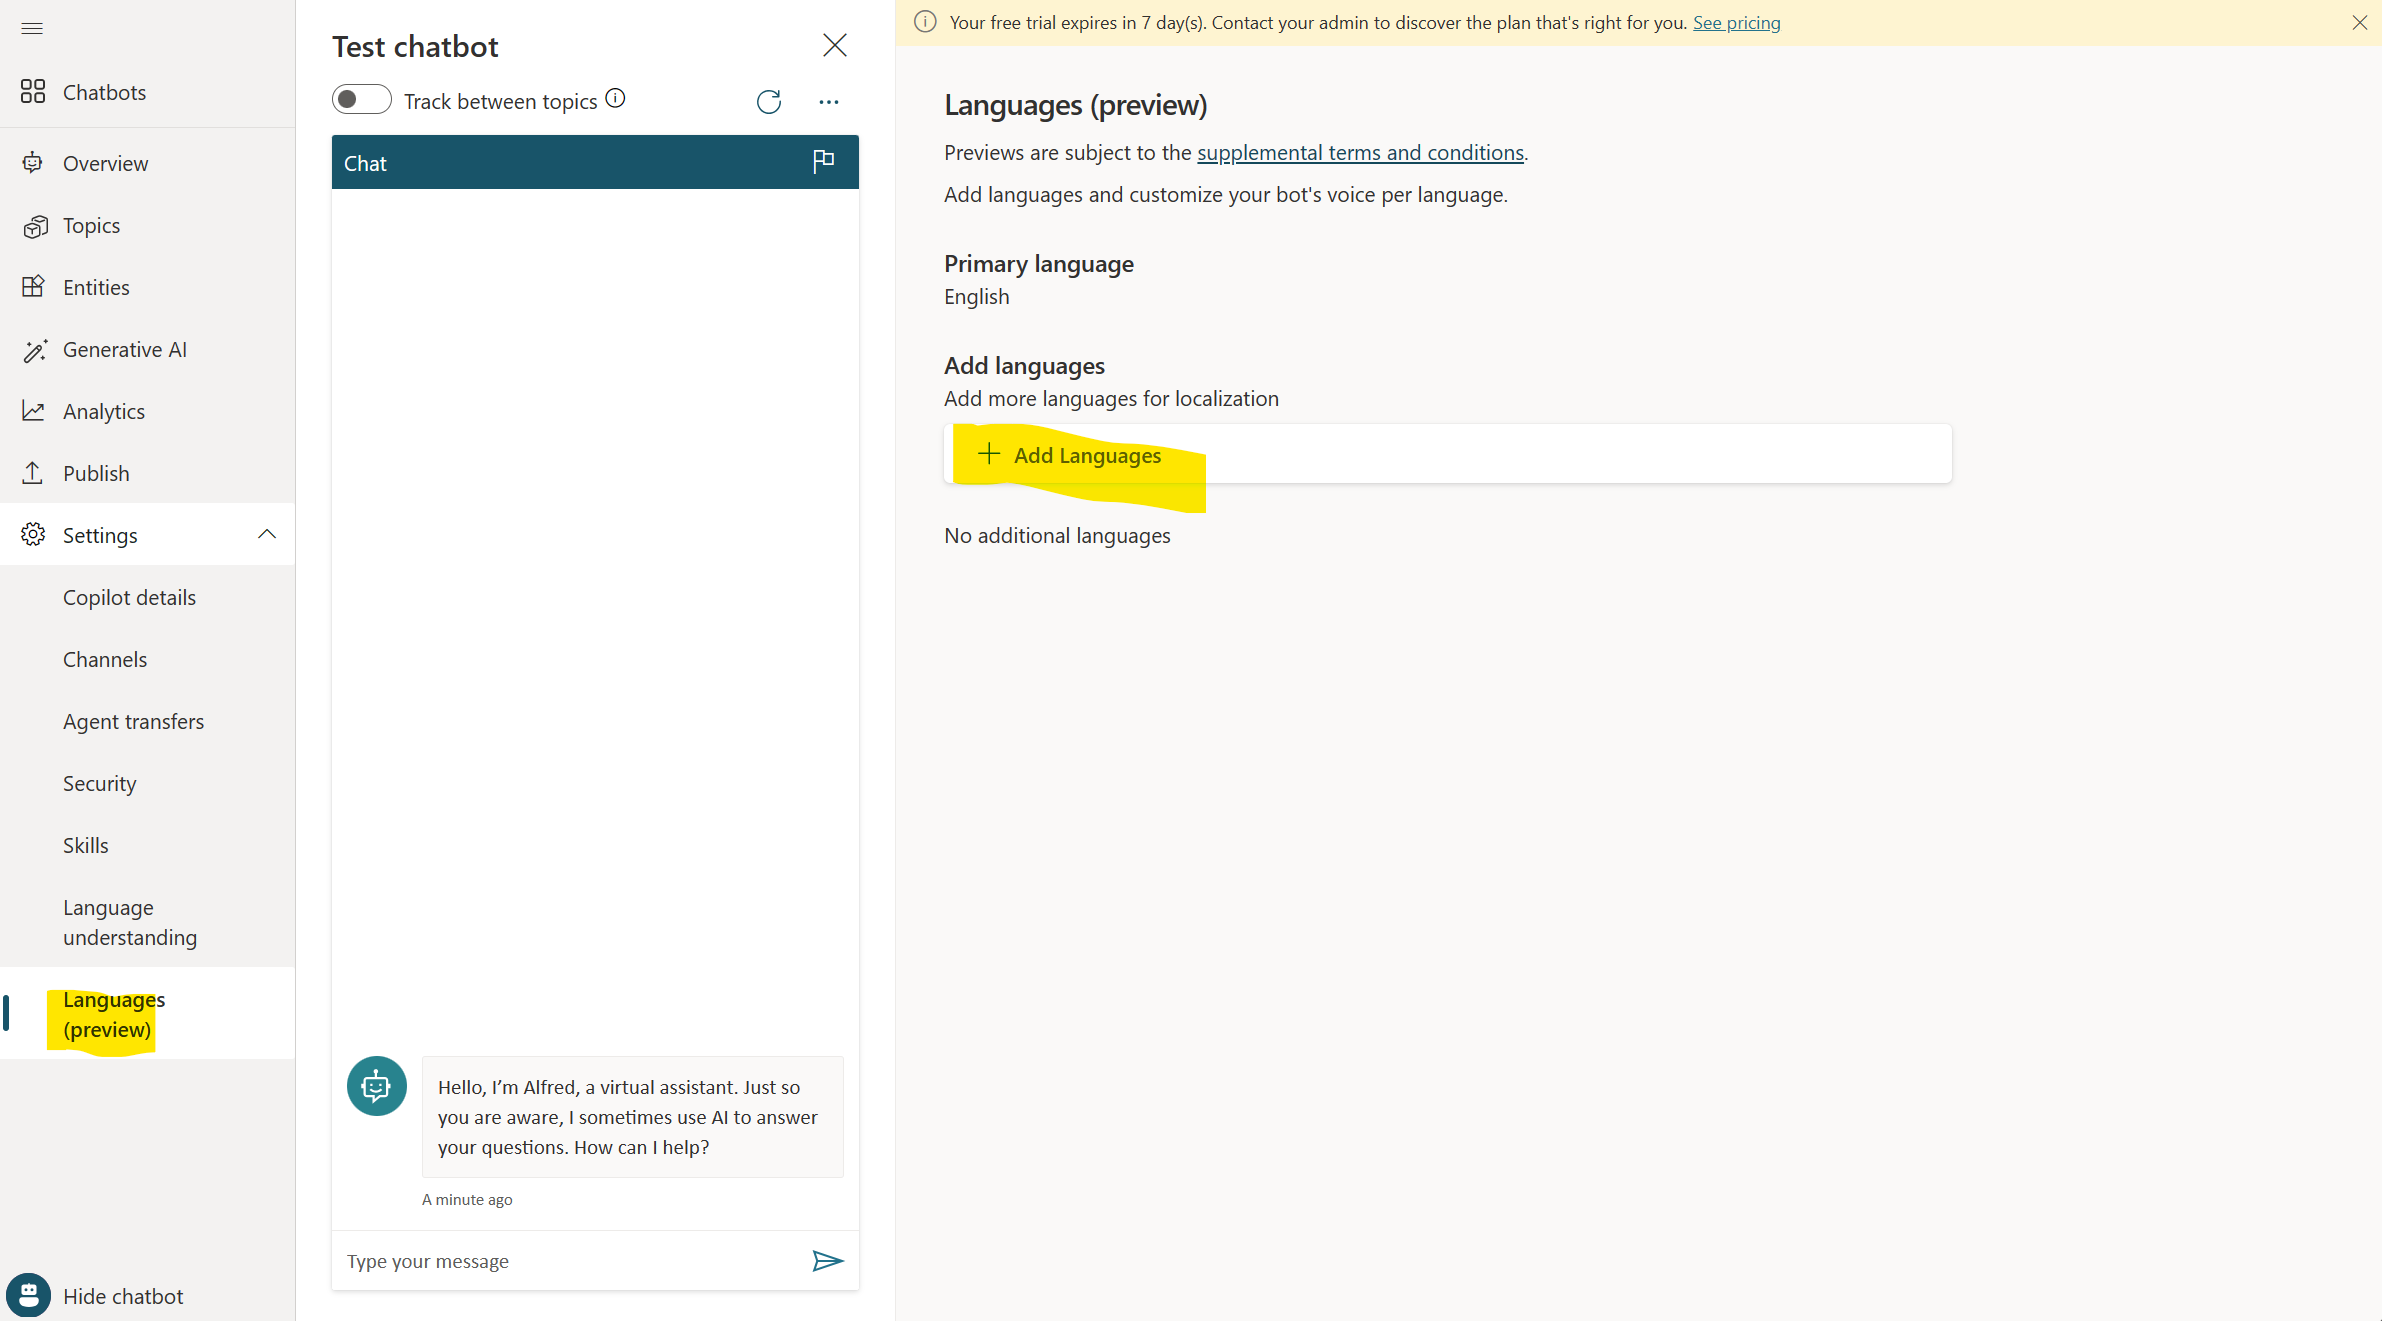 Chatbots
Overview
Topics
Entities
Generative AI
Analytics
Publish
Settings
Copilot details
Channels
Agent transfers
Security
Skills
Language
understanding
Languages
(preview)
Hide chatbot
Test chatbot
Track between topics
Chat
Hello, I’m Alfred, a virtual assistant. Just so
you are aware, I sometimes use AI to answer
your questions. How can I help?
A minute ago
Type your message
Your free trial expires in 7 day(s). Contact your admin to discover the plan that's right for you. See pricing
Languages (preview)
Previews are subject to the supplemental terms and conditions.
Add languages and customize your bot's voice per language.
Primary language
English
Add languages
Add more languages for localization
Add Languages
No additional languages